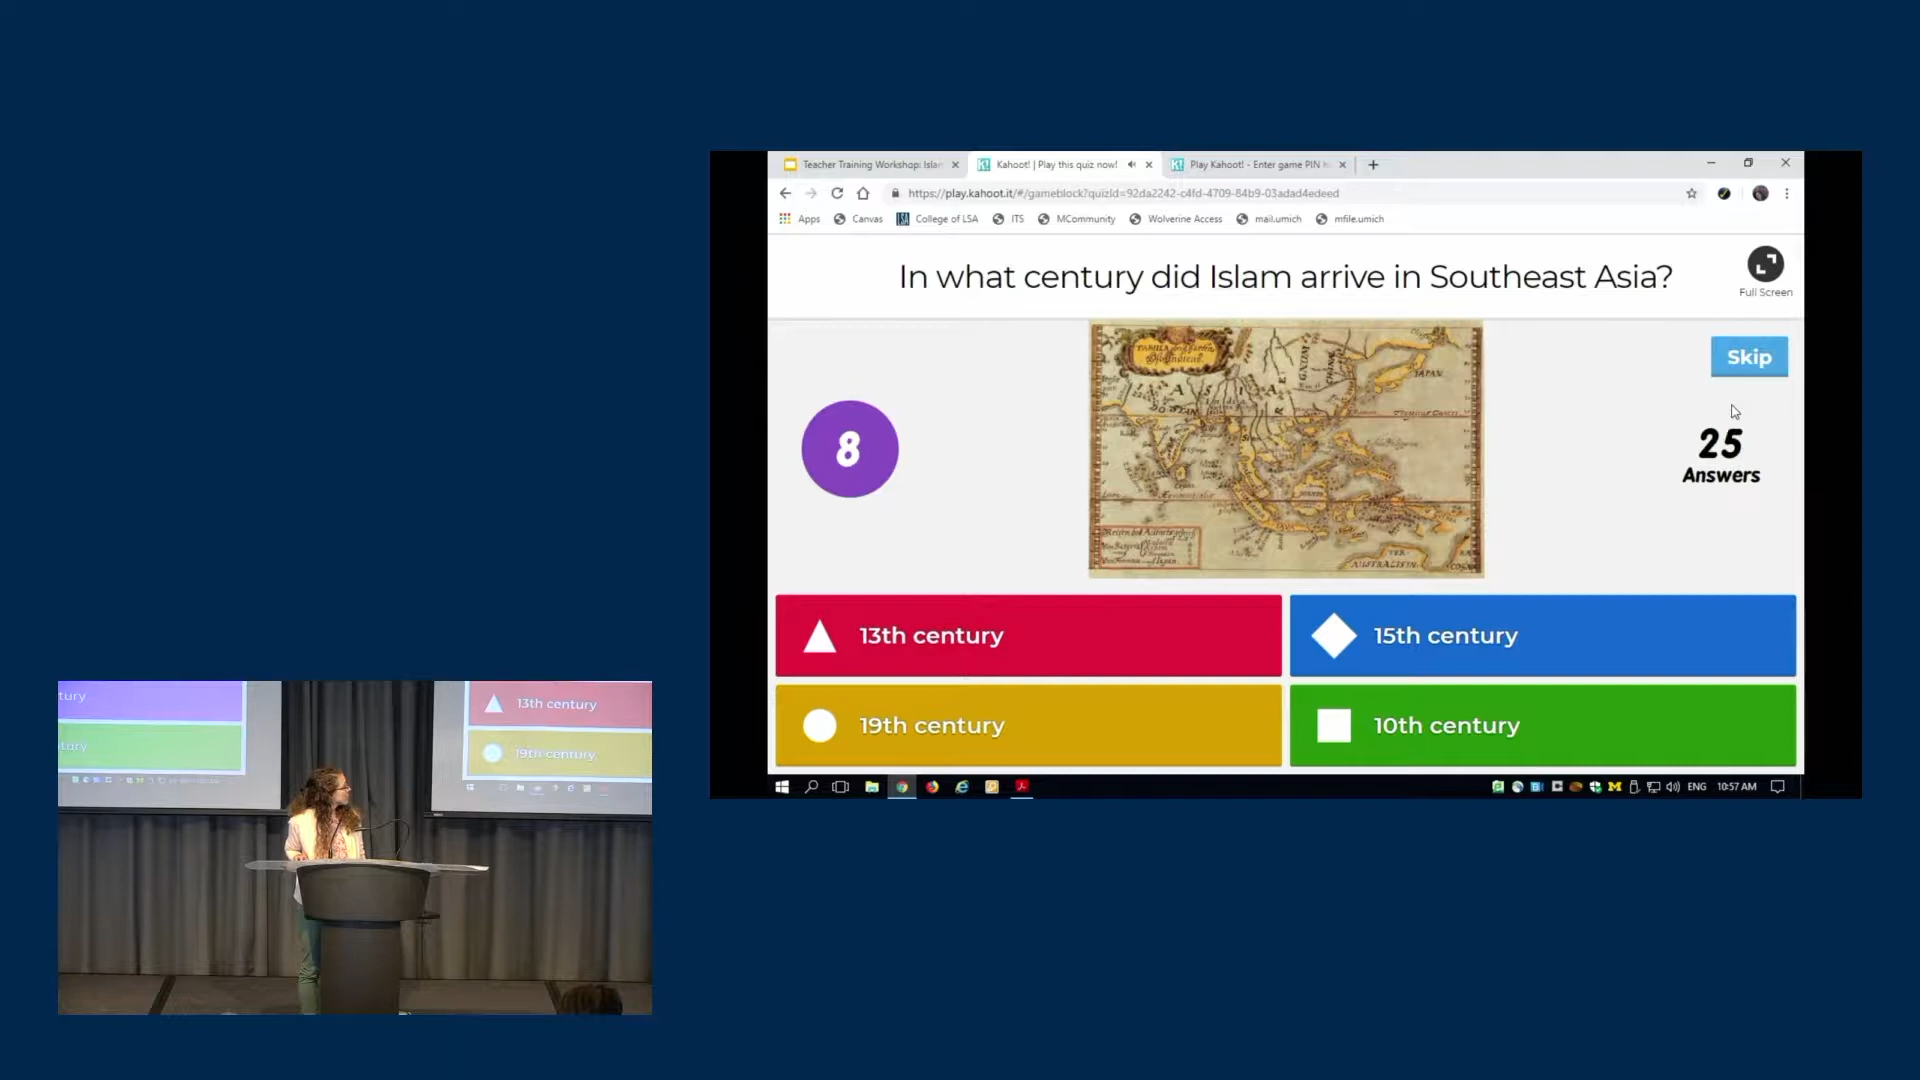 Teacher Training Workshop: Islam
Kahoot! | Play this quiz now!
Play Kahoot! - Enter game PIN
https://play.kahoot.it/#/gameblock?quizId=92da2242-c4fd-4709-84b9-03adad4edeed
Apps Canvas College of LSA ITS MCommunity Wolverine Access mail.umich mfile.umich
In what century did Islam arrive in Southeast Asia?
Full Screen
Skip
8
25
Answers
JAPAN
13th century
15th century
19th century
10th century
ENG 10:57 AM
tury
tury
13th century
19th century